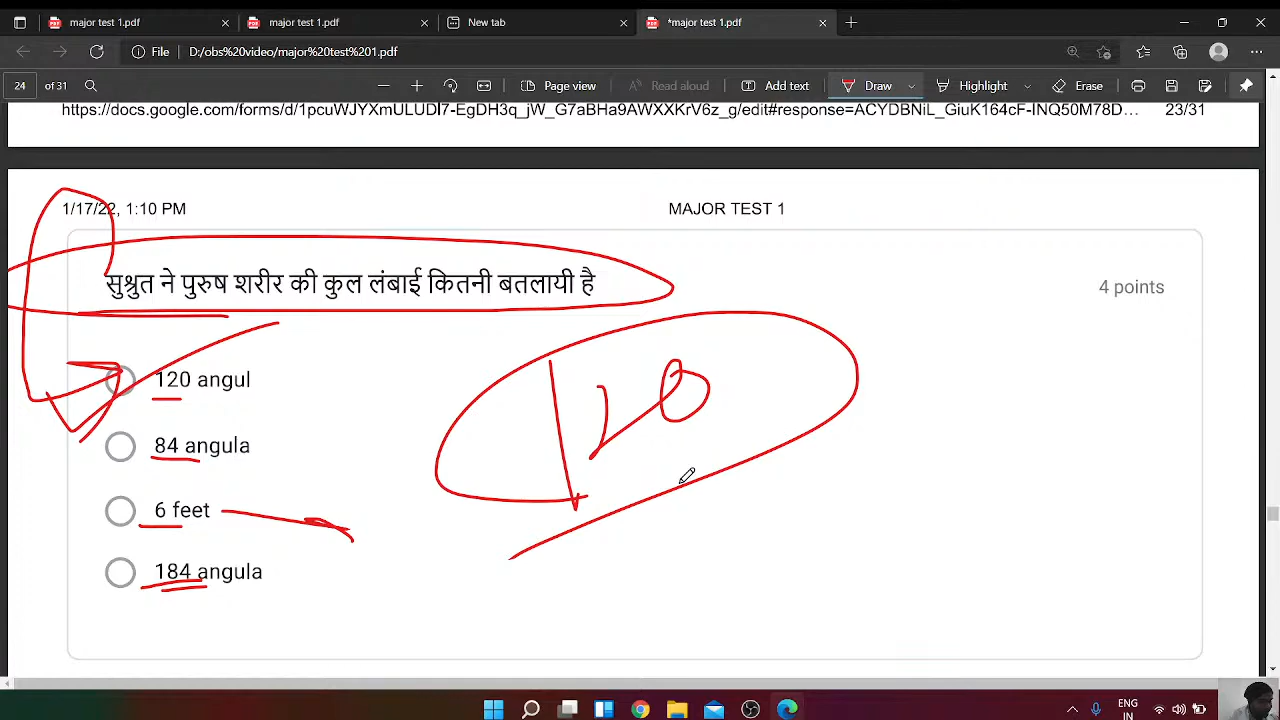 major test 1.pdf
major test 1.pdf
New tab
*major test 1.pdf
File D:/obs%20video/major%20test%201.pdf
24 of 31
Page view
Read aloud
Add text
Draw
Highlight
Erase
https://docs.google.com/forms/d/1pcuWJYXmULUDl7-EgDH3q_jW_G7aBHa9AWXXKrV6z_g/edit#response=ACYDBNiL_GiuK164cF-INQ50M78D... 23/31
1/17/22, 1:10 PM MAJOR TEST 1
सुश्रुत ने पुरुष शरीर की कुल लंबाई कितनी बतलायी है
4 points
120 angul
84 angula
6 feet
184 angula
120
ENG
IN